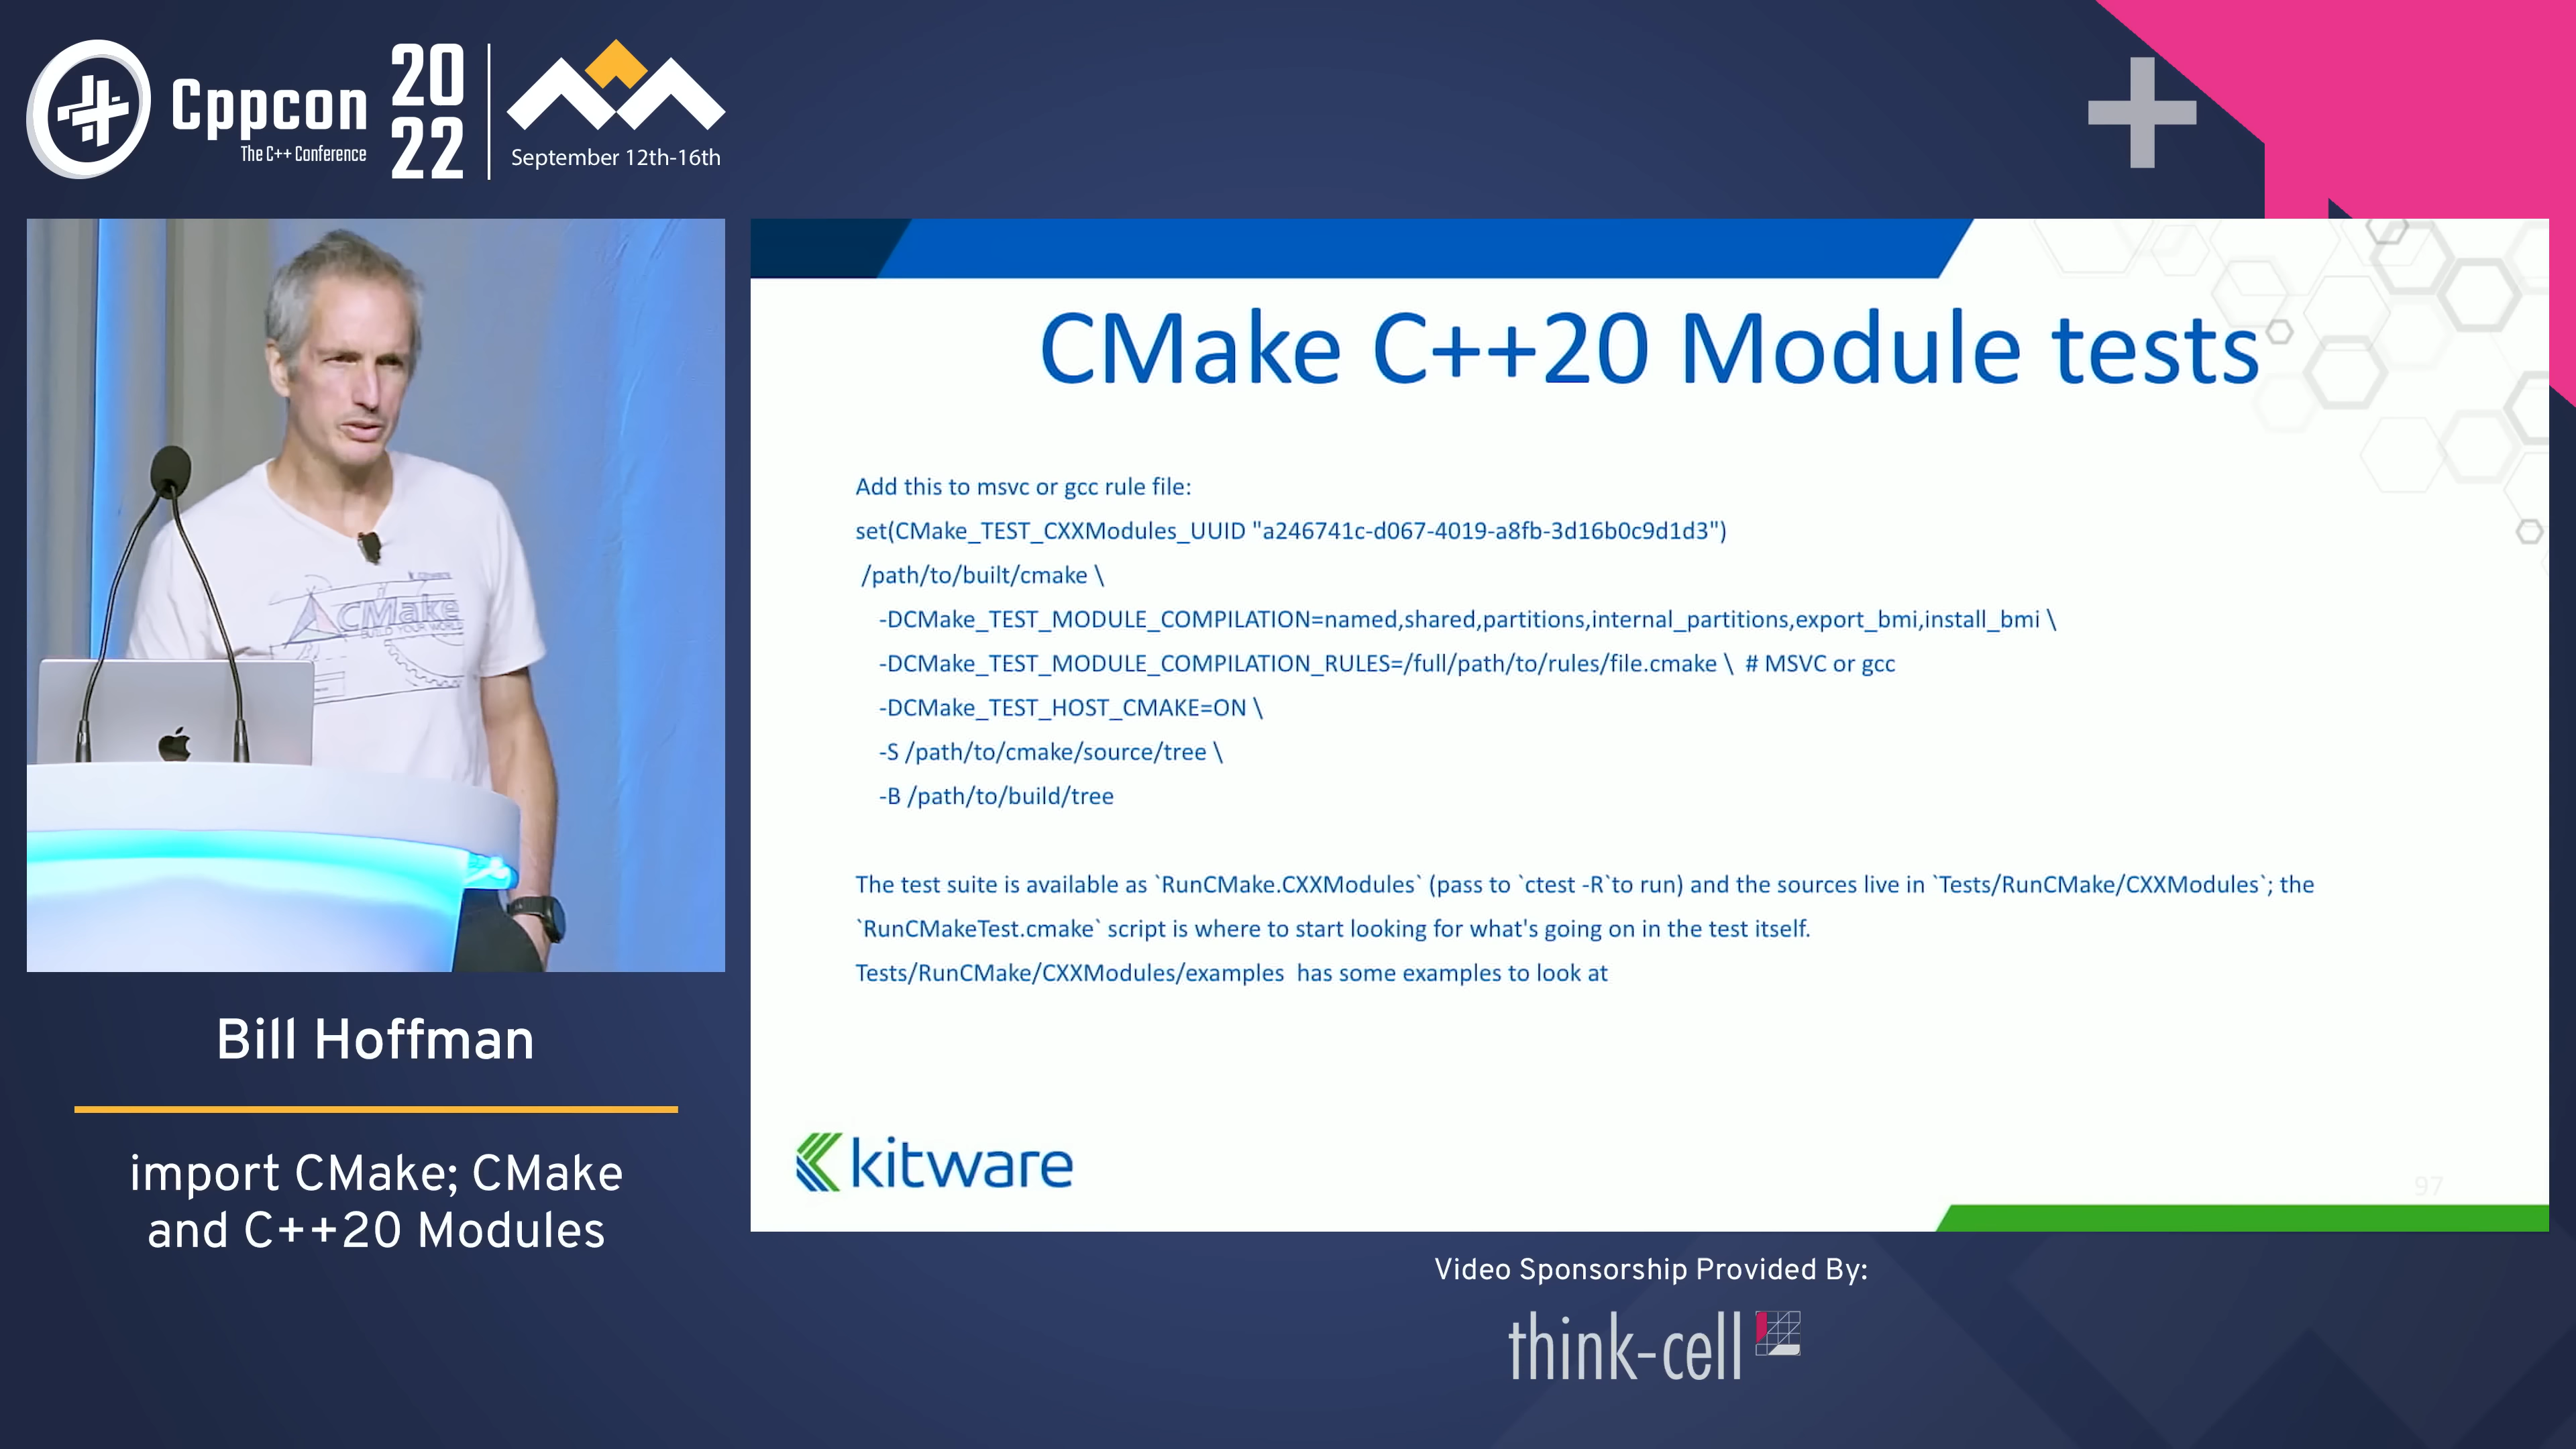 Cppcon
The C++ Conference
20
22
September 12th-16th
CMake C++20 Module tests
Add this to msvc or gcc rule file:
set(CMake_TEST_CXXModules_UUID "a246741c-d067-4019-a8fb-3d16b0c9d1d3")
/path/to/built/cmake \
-DCMake_TEST_MODULE_COMPILATION=named,shared,partitions,internal_partitions,export_bmi,install_bmi \
-DCMake_TEST_MODULE_COMPILATION_RULES=/full/path/to/rules/file.cmake \ # MSVC or gcc
-DCMake_TEST_HOST_CMAKE=ON \
-S /path/to/cmake/source/tree \
-B /path/to/build/tree
The test suite is available as `RunCMake.CXXModules` (pass to `ctest -R`to run) and the sources live in `Tests/RunCMake/CXXModules`; the
`RunCMakeTest.cmake` script is where to start looking for what's going on in the test itself.
Tests/RunCMake/CXXModules/examples has some examples to look at
kitware
97
CMake
BUILD YOUR WORLD
Bill Hoffman
import CMake; CMake
and C++20 Modules
Video Sponsorship Provided By:
think-cell